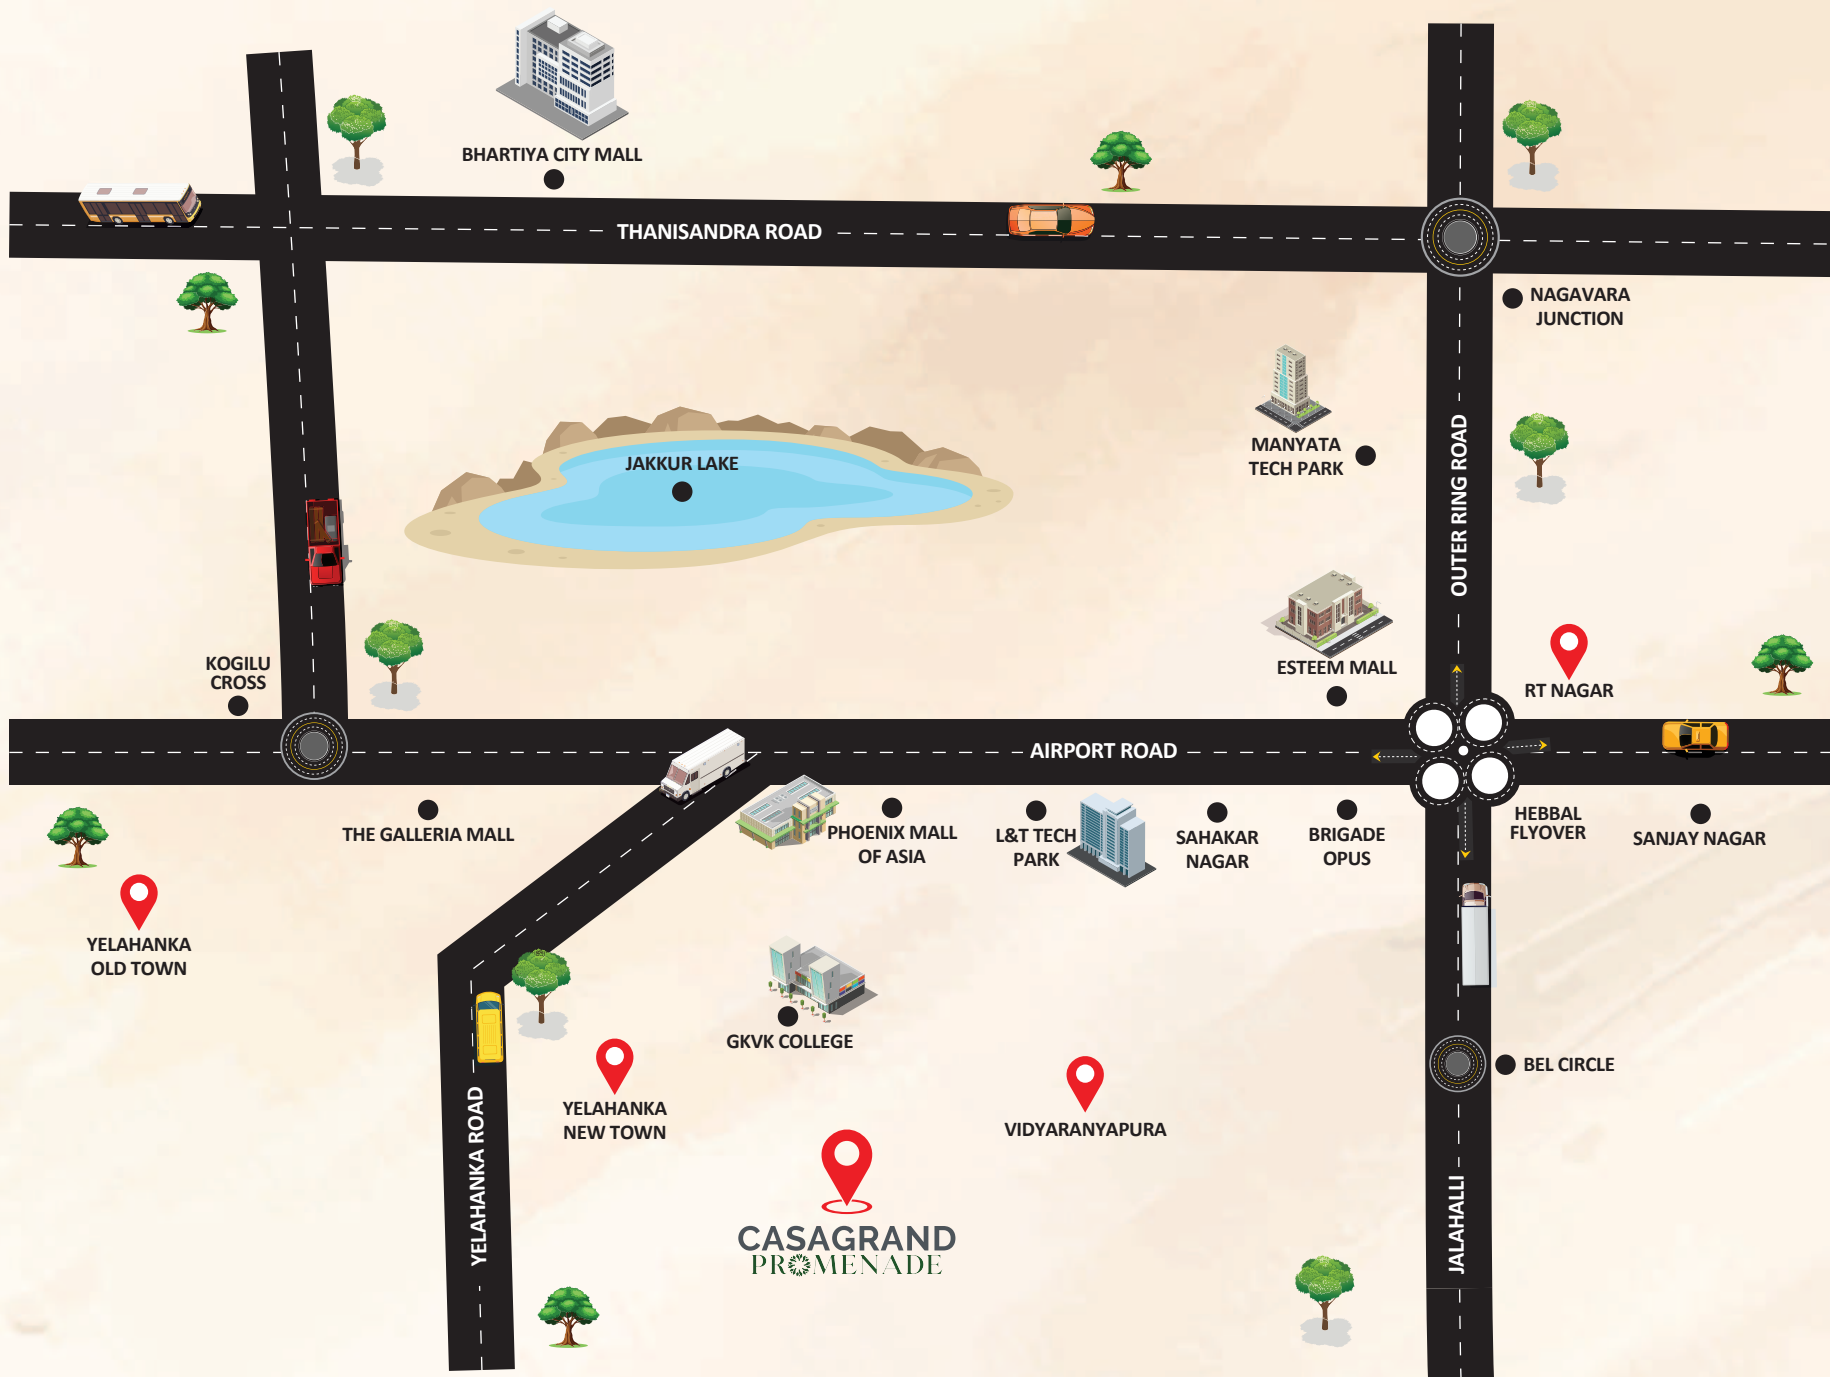 BHARTIYA CITY MALL
THANISANDRA ROAD
NAGAVARA
JUNCTION
MANYATA
TECH PARK
JAKKUR LAKE
OUTER RING ROAD
KOGILU
CROSS
ESTEEM MALL
RT NAGAR
AIRPORT ROAD
THE GALLERIA MALL
PHOENIX MALL
OF ASIA
L&T TECH
PARK
SAHAKAR
NAGAR
BRIGADE
OPUS
HEBBAL
FLYOVER
SANJAY NAGAR
YELAHANKA
OLD TOWN
GKVK COLLEGE
BEL CIRCLE
YELAHANKA
NEW TOWN
VIDYARANYAPURA
YELAHANKA ROAD
JALAHALLI
CASAGRAND
PROMENADE